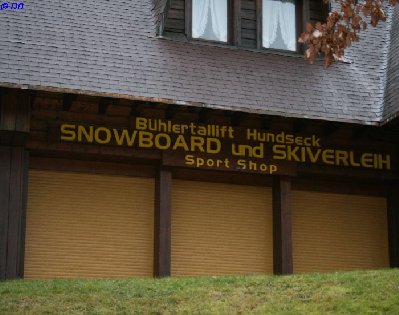 Bühlertallift Hundseck
SNOWBOARD und SKIVERLEIH
Sport Shop